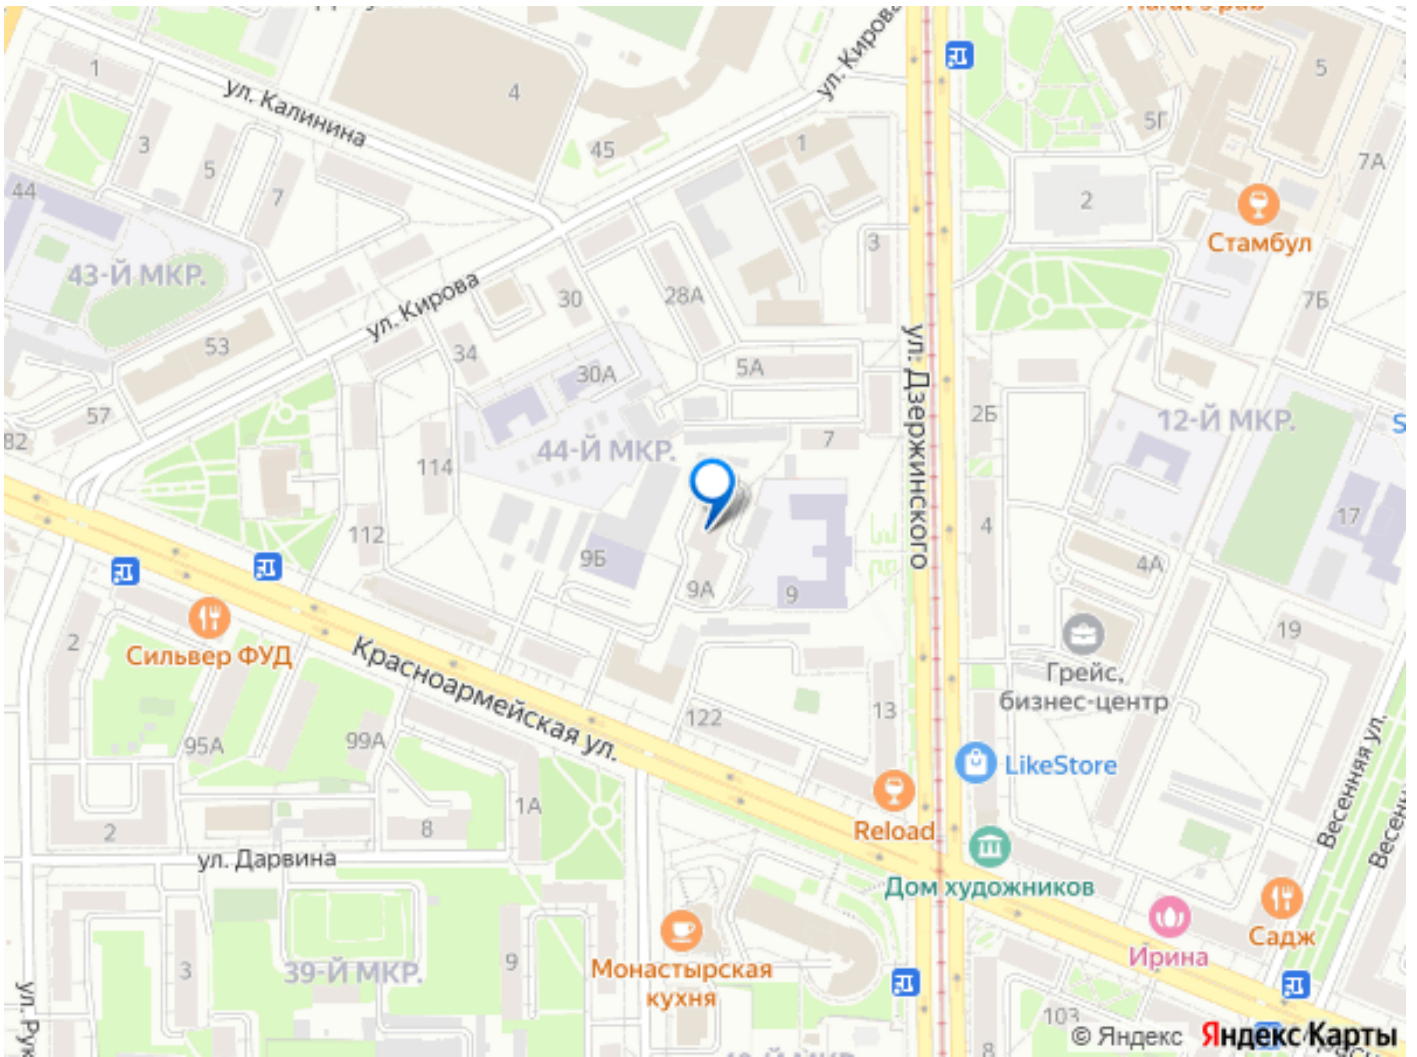 1
ул. Калинина
4
ул. Кирова
5
3
5
7
45
1
5Г
7А
44
2
3
Стамбул
43-Й МКР.
ул. Кирова
30
28А
7Б
53
34
30А
5А
ул. Дзержинского
57
82
114
44-Й МКР.
7
2Б
12-Й МКР.
S
112
9Б
9А
9
4
4А
17
2
Сильвер ФУД
Красноармейская ул.
19
Грейс,
бизнес-центр
95А
99А
122
13
LikeStore
Весенняя ул.
2
8
1А
Reload
ул. Дарвина
Дом художников
3
39-Й МКР.
9
Монастырская
кухня
Ирина
Садж
103
8
© Яндекс
Яндекс Карты